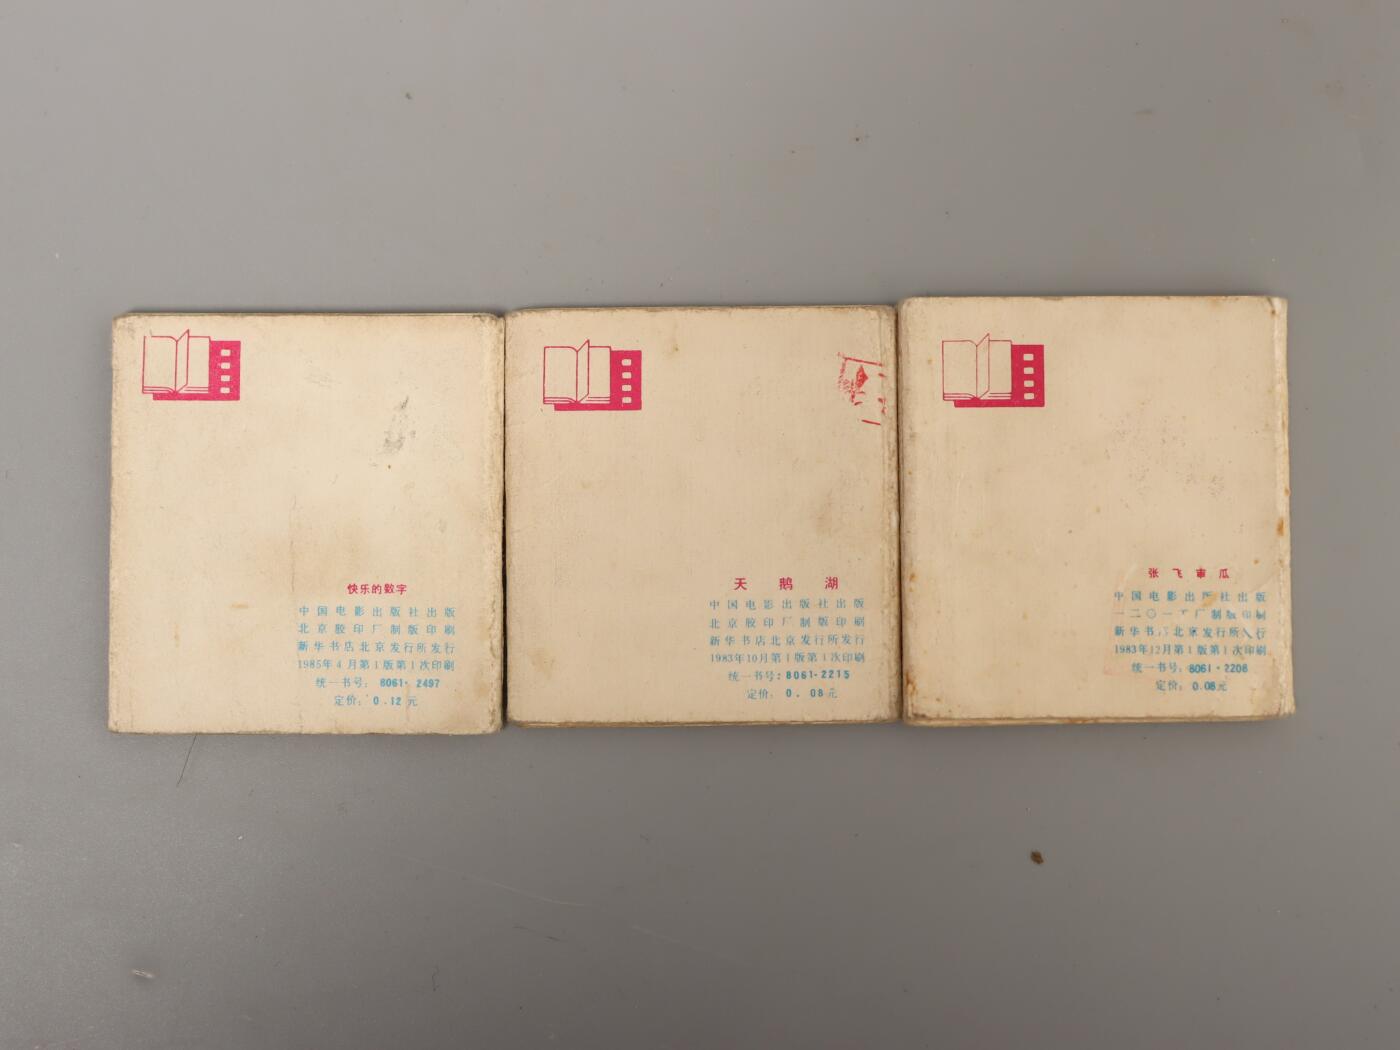 快乐的数字
中国电影出版社出版
北京胶印厂制版印刷
新华书店北京发行所发行
1985年4月第1版第1次印刷
统一书号：8061·2497
定价：0.12元
天鹅湖
中国电影出版社出版
北京胶印厂制版印刷
新华书店北京发行所发行
1983年10月第1版第1次印刷
统一书号：8061·2215
定价：0.08元
张飞审瓜
中国电影出版社出版
一二〇一工厂制版印刷
新华书店北京发行所发行
1983年12月第1版第1次印刷
统一书号：8061·2208
定价：0.08元